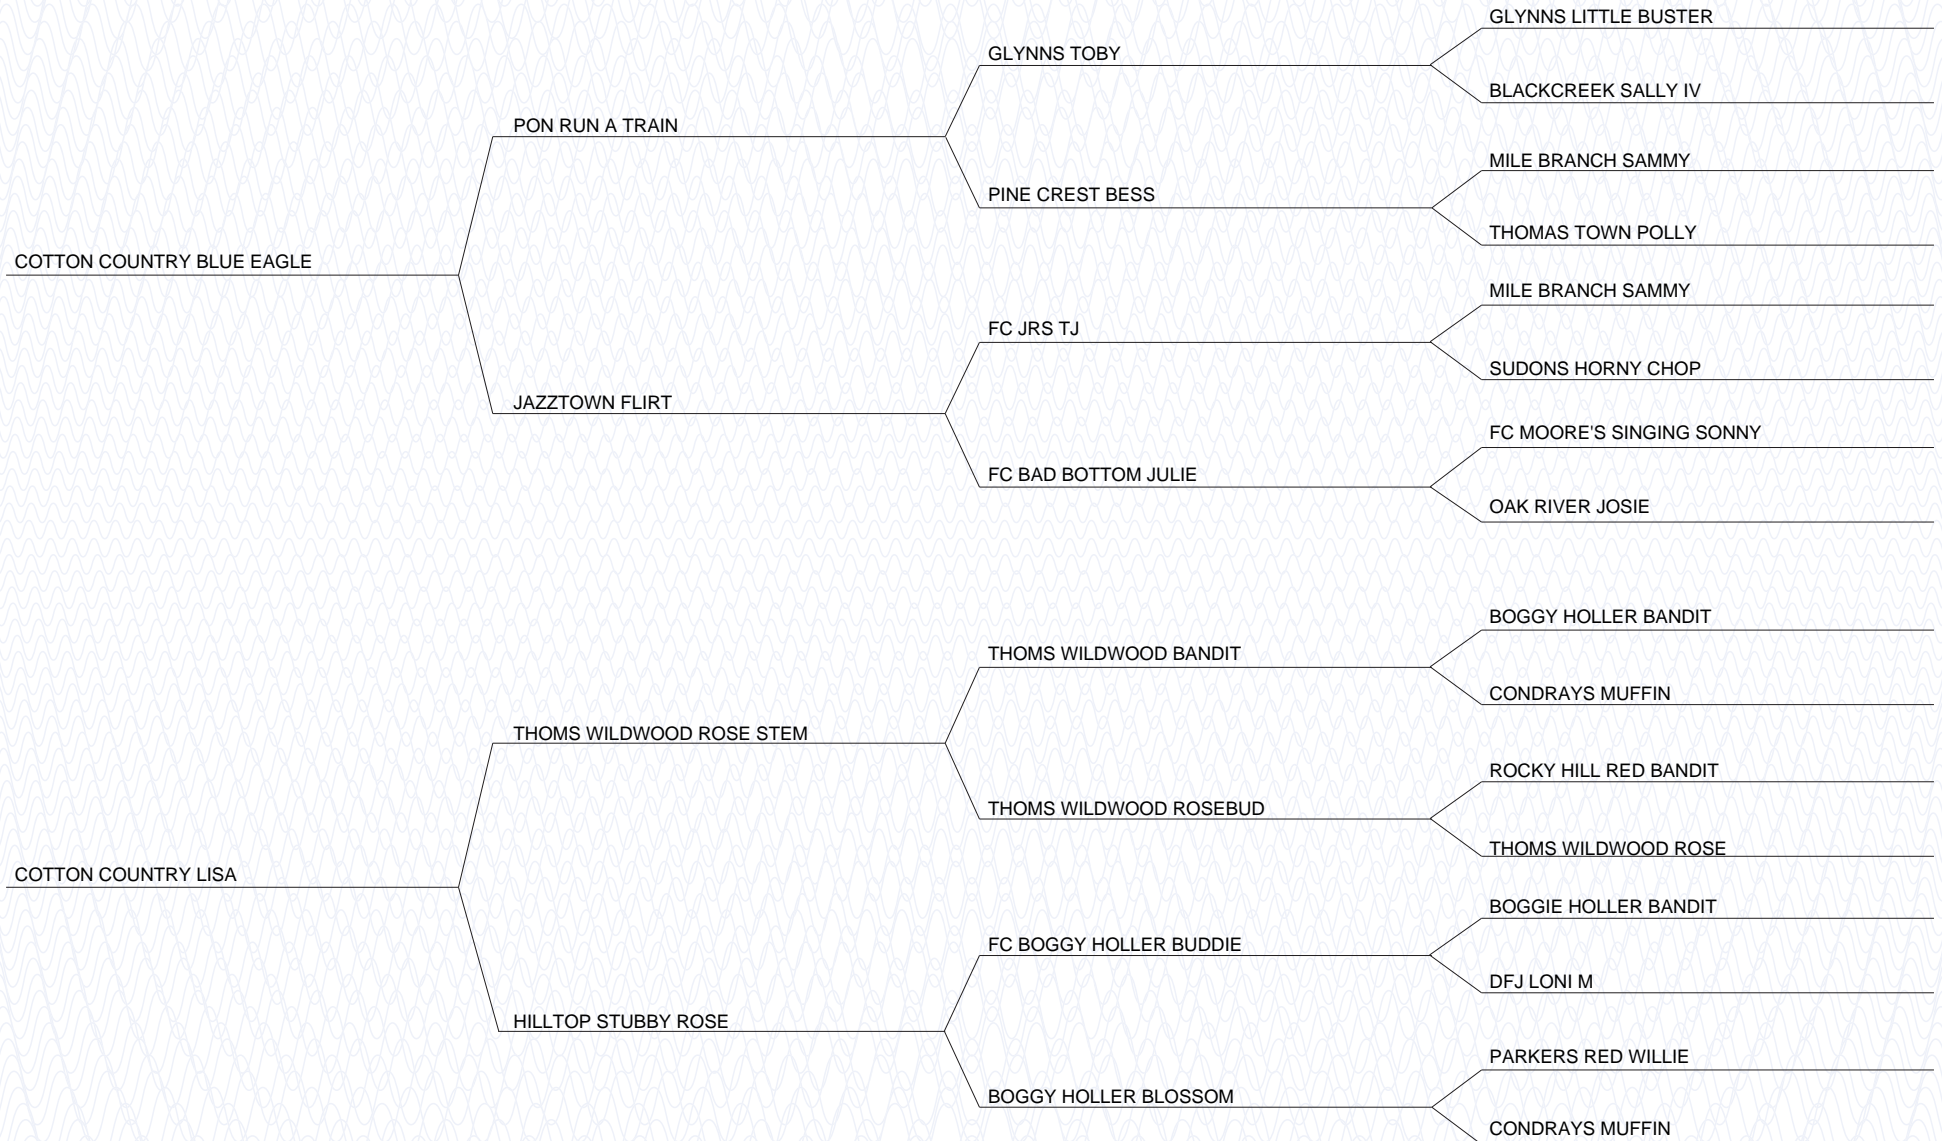 GLYNNS LITTLE BUSTER
GLYNNS TOBY
BLACKCREEK SALLY IV
PON RUN A TRAIN
MILE BRANCH SAMMY
PINE CREST BESS
THOMAS TOWN POLLY
COTTON COUNTRY BLUE EAGLE
MILE BRANCH SAMMY
FC JRS TJ
SUDONS HORNY CHOP
JAZZTOWN FLIRT
FC MOORE'S SINGING SONNY
FC BAD BOTTOM JULIE
OAK RIVER JOSIE
BOGGY HOLLER BANDIT
THOMS WILDWOOD BANDIT
CONDRAYS MUFFIN
THOMS WILDWOOD ROSE STEM
ROCKY HILL RED BANDIT
THOMS WILDWOOD ROSEBUD
THOMS WILDWOOD ROSE
COTTON COUNTRY LISA
BOGGIE HOLLER BANDIT
FC BOGGY HOLLER BUDDIE
DFJ LONI M
HILLTOP STUBBY ROSE
PARKERS RED WILLIE
BOGGY HOLLER BLOSSOM
CONDRAYS MUFFIN